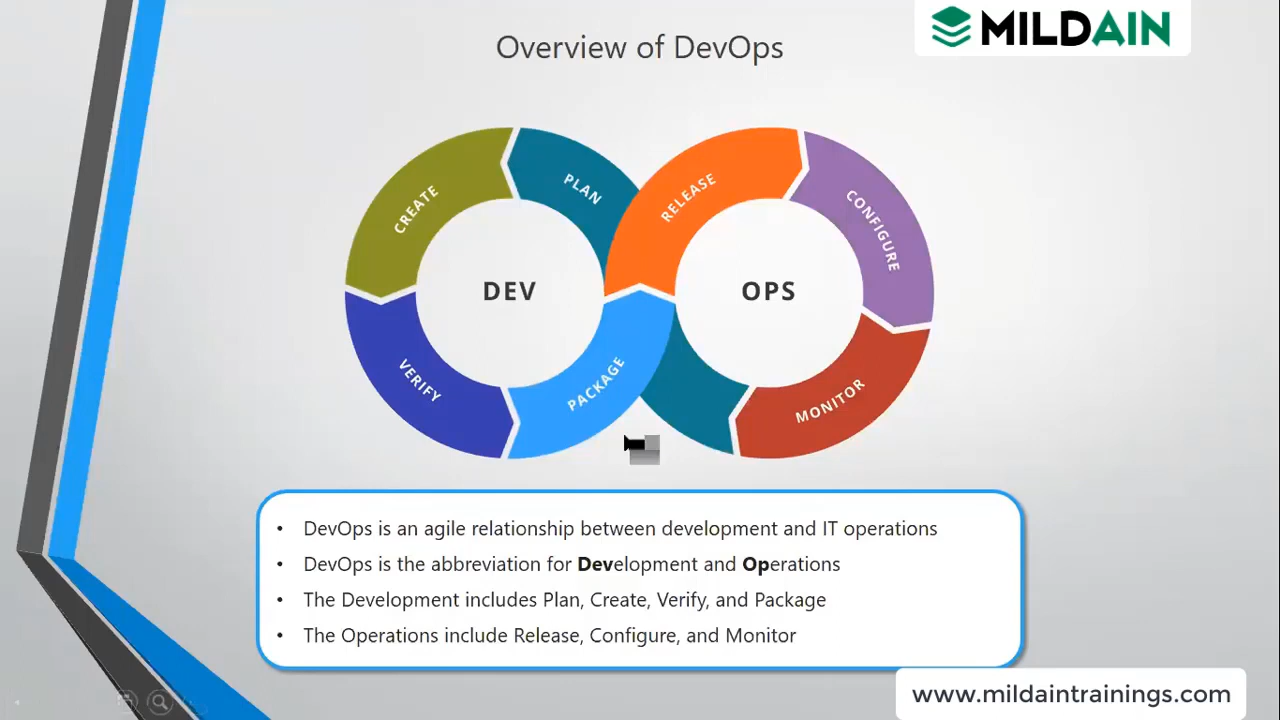 Overview of DevOps
MILDAIN
CREATE
PLAN
RELEASE
CONFIGURE
DEV
OPS
VERIFY
PACKAGE
MONITOR
• DevOps is an agile relationship between development and IT operations
• DevOps is the abbreviation for Development and Operations
• The Development includes Plan, Create, Verify, and Package
• The Operations include Release, Configure, and Monitor
www.mildaintrainings.com